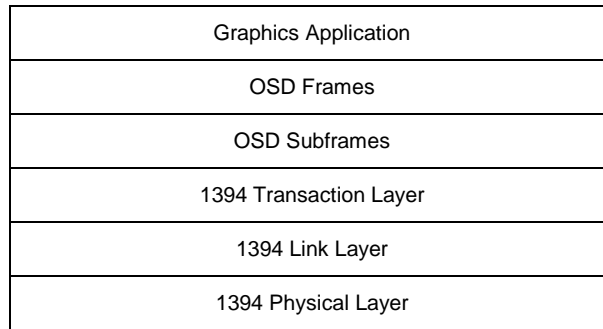 Graphics Application
OSD Frames
OSD Subframes
1394 Transaction Layer
1394 Link Layer
1394 Physical Layer